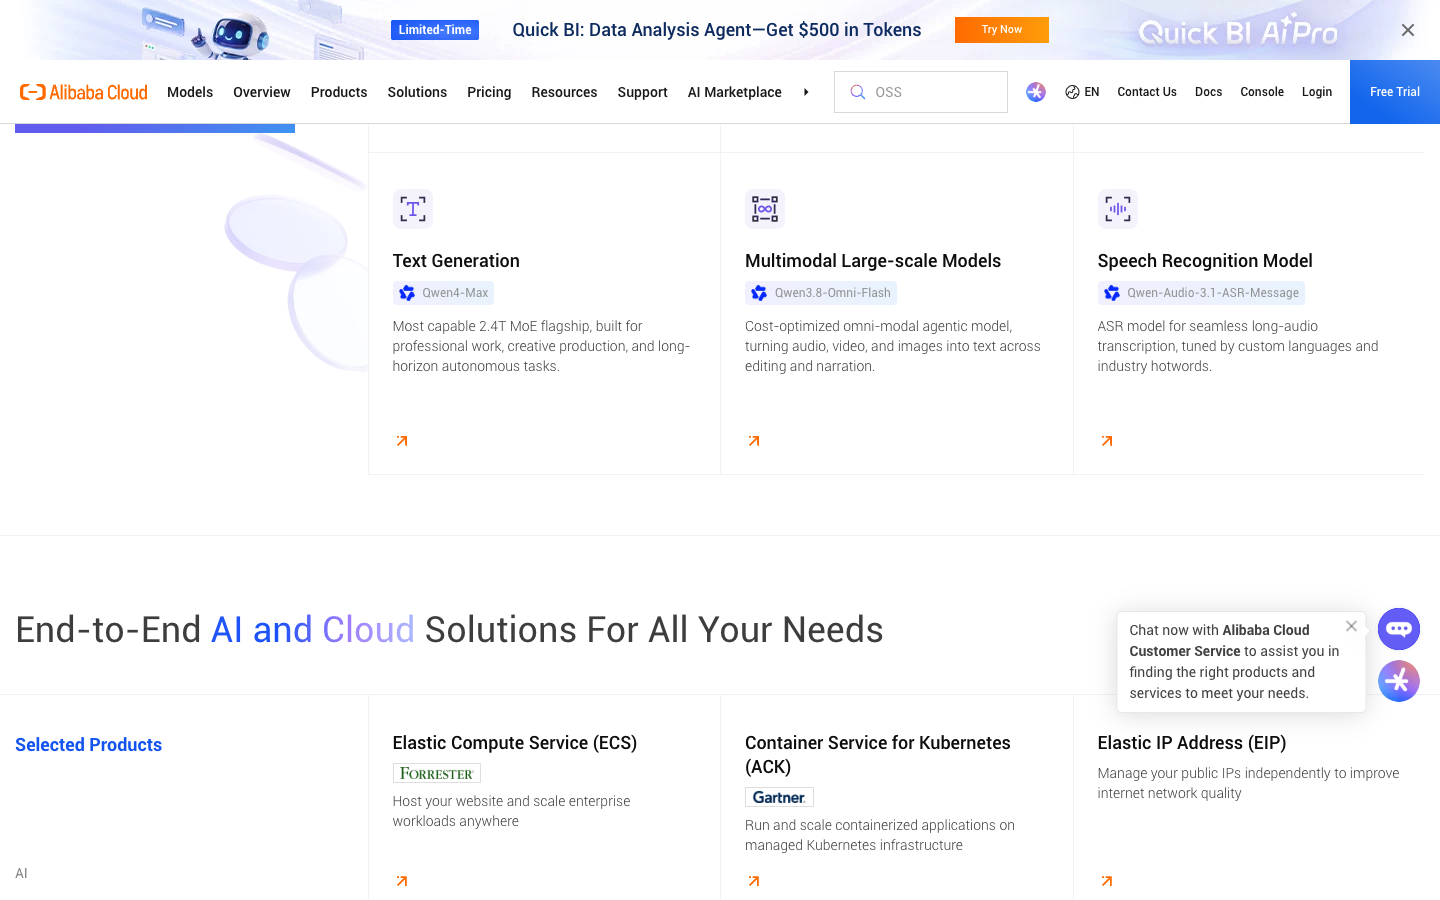 Limited-Time
Quick BI: Data Analysis Agent—Get $500 in Tokens
Try Now
Quick BI AI Pro
Alibaba Cloud
Models
Overview
Products
Solutions
Pricing
Resources
Support
AI Marketplace
OSS
EN
Contact Us
Docs
Console
Login
Free Trial
Text Generation
Qwen4-Max
Most capable 2.4T MoE flagship, built for
professional work, creative production, and long-
horizon autonomous tasks.
Multimodal Large-scale Models
Qwen3.8-Omni-Flash
Cost-optimized omni-modal agentic model,
turning audio, video, and images into text across
editing and narration.
Speech Recognition Model
Qwen-Audio-3.1-ASR-Message
ASR model for seamless long-audio
transcription, tuned by custom languages and
industry hotwords.
End-to-End AI and Cloud Solutions For All Your Needs
Chat now with Alibaba Cloud
Customer Service to assist you in
finding the right products and
services to meet your needs.
Selected Products
AI
Elastic Compute Service (ECS)
FORRESTER
Host your website and scale enterprise
workloads anywhere
Container Service for Kubernetes
(ACK)
Gartner
Run and scale containerized applications on
managed Kubernetes infrastructure
Elastic IP Address (EIP)
Manage your public IPs independently to improve
internet network quality